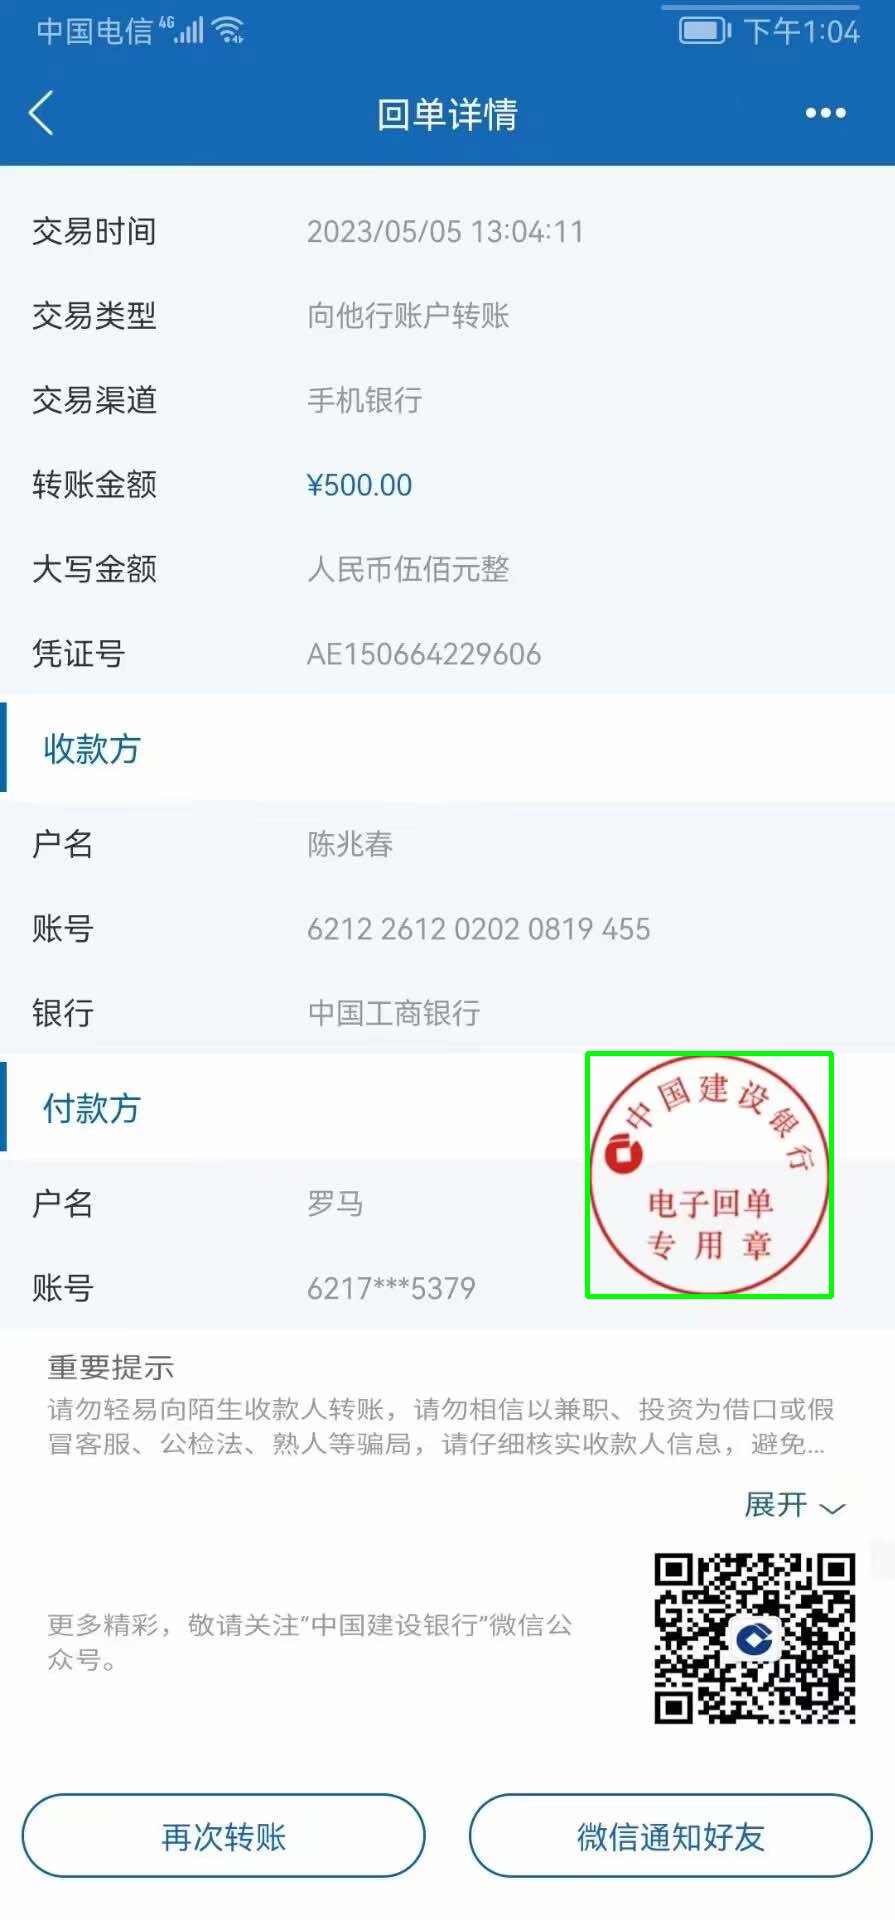 中国电信 4G 下午1:04
回单详情
交易时间 2023/05/05 13:04:11
交易类型 向他行账户转账
交易渠道 手机银行
转账金额 ¥500.00
大写金额 人民币伍佰元整
凭证号 AE150664229606
收款方
户名 陈兆春
账号 6212 2612 0202 0819 455
银行 中国工商银行
付款方
中国建设银行
电子回单
专用章
户名 罗马
账号 6217***5379
重要提示
请勿轻易向陌生收款人转账，请勿相信以兼职、投资为借口或假
冒客服、公检法、熟人等骗局，请仔细核实收款人信息，避免...
展开
更多精彩，敬请关注“中国建设银行”微信公
众号。
再次转账 微信通知好友